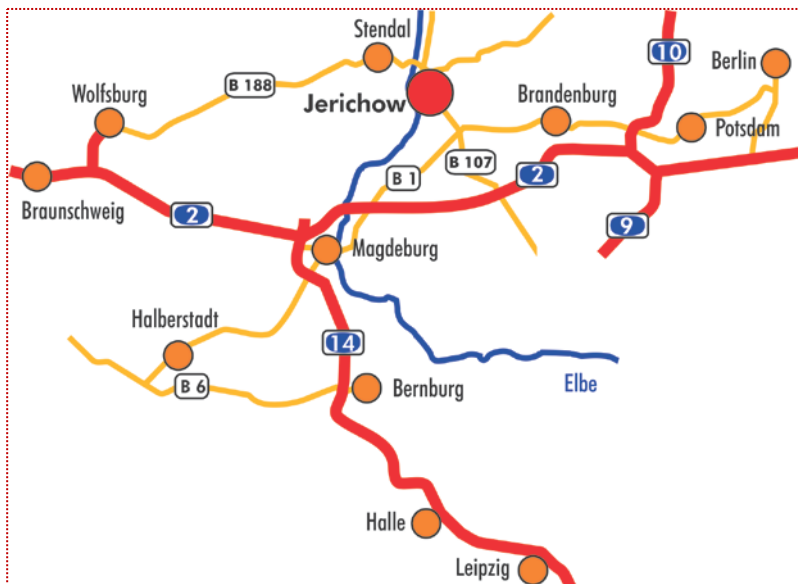 Stendal
10
Berlin
B 188
Wolfsburg
Jerichow
Brandenburg
Potsdam
B 1
B 107
2
Braunschweig
2
9
Magdeburg
Halberstadt
14
B 6
Bernburg
Elbe
Halle
Leipzig